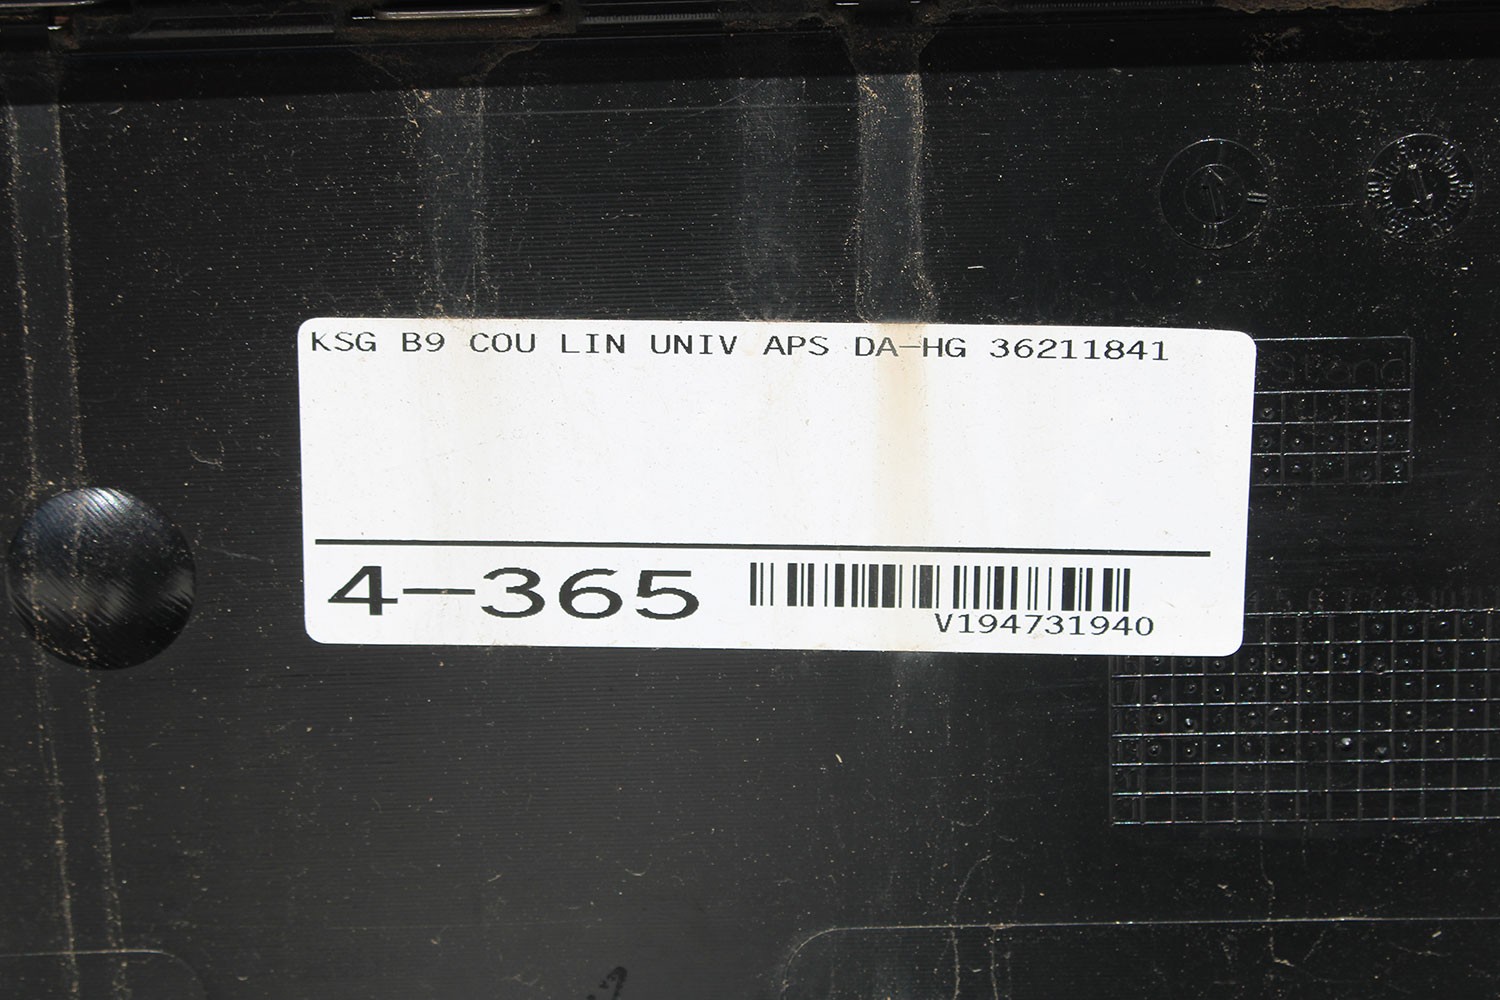 KSG B9 COU LIN UNIV APS DA-HG 36211841
4-365
V194731940